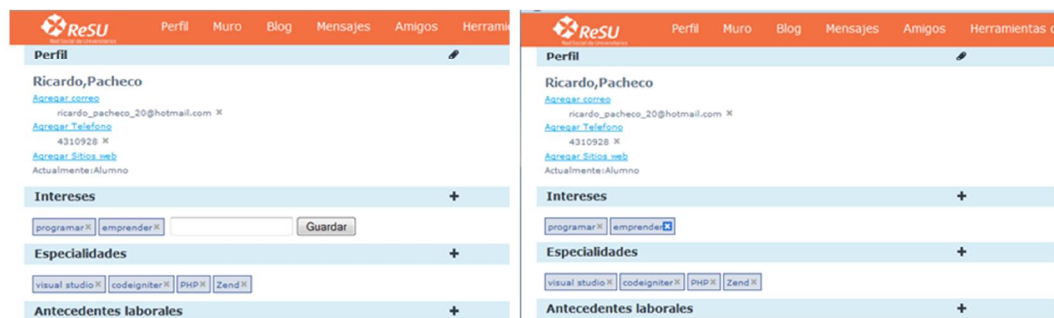 ReSU Perfil Muro Blog Mensajes Amigos Herrami
Red Social de Universitarios
Perfil
Ricardo,Pacheco
Agregar correo
ricardo_pacheco_20@hotmail.com ✖
Agregar Telefono
4310928 ✖
Agregar Sitios web
Actualmente:Alumno
Intereses +
programar✖ emprender✖ Guardar
Especialidades +
visual studio✖ codeigniter✖ PHP✖ Zend✖
Antecedentes laborales +
ReSU Perfil Muro Blog Mensajes Amigos Herramientas d
Red Social de Universitarios
Perfil
Ricardo,Pacheco
Agregar correo
ricardo_pacheco_20@hotmail.com ✖
Agregar Telefono
4310928 ✖
Agregar Sitios web
Actualmente:Alumno
Intereses +
programar✖ emprender✖
Especialidades +
visual studio✖ codeigniter✖ PHP✖ Zend✖
Antecedentes laborales +